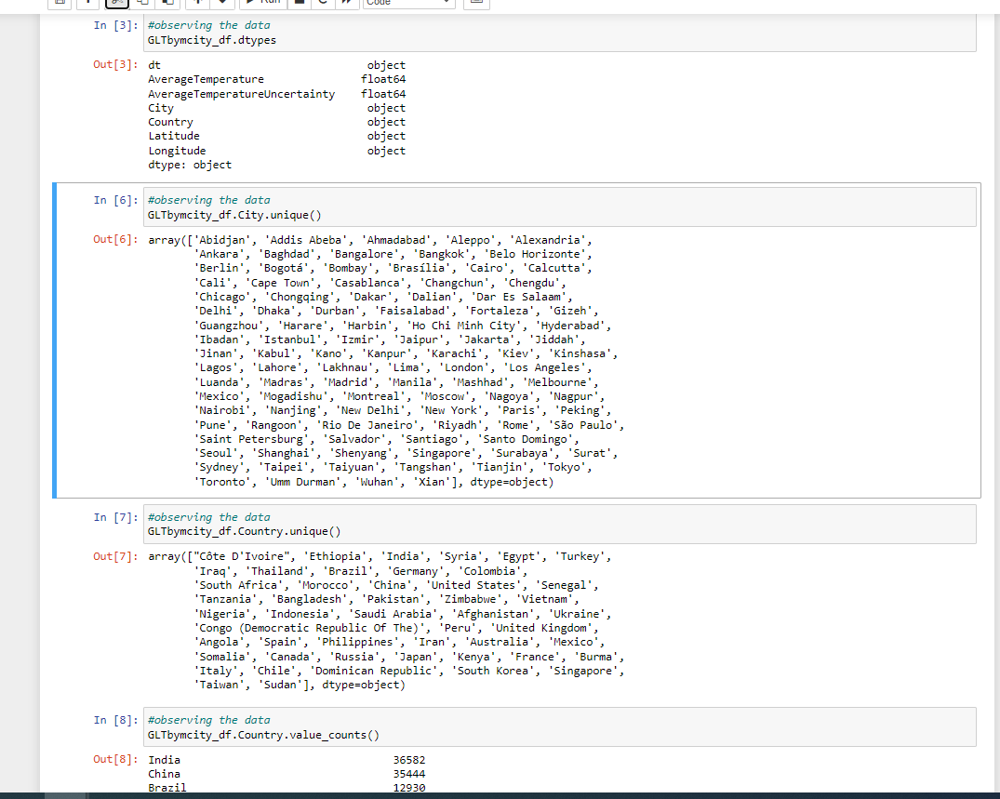 Run
Code
In [3]: #observing the data
GLTbymcity_df.dtypes
Out[3]: dt object
AverageTemperature float64
AverageTemperatureUncertainty float64
City object
Country object
Latitude object
Longitude object
dtype: object
In [6]: #observing the data
GLTbymcity_df.City.unique()
Out[6]: array(['Abidjan', 'Addis Abeba', 'Ahmadabad', 'Aleppo', 'Alexandria',
'Ankara', 'Baghdad', 'Bangalore', 'Bangkok', 'Belo Horizonte',
'Berlin', 'Bogotá', 'Bombay', 'Brasília', 'Cairo', 'Calcutta',
'Cali', 'Cape Town', 'Casablanca', 'Changchun', 'Chengdu',
'Chicago', 'Chongqing', 'Dakar', 'Dalian', 'Dar Es Salaam',
'Delhi', 'Dhaka', 'Durban', 'Faisalabad', 'Fortaleza', 'Gizeh',
'Guangzhou', 'Harare', 'Harbin', 'Ho Chi Minh City', 'Hyderabad',
'Ibadan', 'Istanbul', 'Izmir', 'Jaipur', 'Jakarta', 'Jiddah',
'Jinan', 'Kabul', 'Kano', 'Kanpur', 'Karachi', 'Kiev', 'Kinshasa',
'Lagos', 'Lahore', 'Lakhnau', 'Lima', 'London', 'Los Angeles',
'Luanda', 'Madras', 'Madrid', 'Manila', 'Mashhad', 'Melbourne',
'Mexico', 'Mogadishu', 'Montreal', 'Moscow', 'Nagoya', 'Nagpur',
'Nairobi', 'Nanjing', 'New Delhi', 'New York', 'Paris', 'Peking',
'Pune', 'Rangoon', 'Rio De Janeiro', 'Riyadh', 'Rome', 'São Paulo',
'Saint Petersburg', 'Salvador', 'Santiago', 'Santo Domingo',
'Seoul', 'Shanghai', 'Shenyang', 'Singapore', 'Surabaya', 'Surat',
'Sydney', 'Taipei', 'Taiyuan', 'Tangshan', 'Tianjin', 'Tokyo',
'Toronto', 'Umm Durman', 'Wuhan', 'Xian'], dtype=object)
In [7]: #observing the data
GLTbymcity_df.Country.unique()
Out[7]: array(["Côte D'Ivoire", 'Ethiopia', 'India', 'Syria', 'Egypt', 'Turkey',
'Iraq', 'Thailand', 'Brazil', 'Germany', 'Colombia',
'South Africa', 'Morocco', 'China', 'United States', 'Senegal',
'Tanzania', 'Bangladesh', 'Pakistan', 'Zimbabwe', 'Vietnam',
'Nigeria', 'Indonesia', 'Saudi Arabia', 'Afghanistan', 'Ukraine',
'Congo (Democratic Republic Of The)', 'Peru', 'United Kingdom',
'Angola', 'Spain', 'Philippines', 'Iran', 'Australia', 'Mexico',
'Somalia', 'Canada', 'Russia', 'Japan', 'Kenya', 'France', 'Burma',
'Italy', 'Chile', 'Dominican Republic', 'South Korea', 'Singapore',
'Taiwan', 'Sudan'], dtype=object)
In [8]: #observing the data
GLTbymcity_df.Country.value_counts()
Out[8]: India 36582
China 35444
Brazil 12930